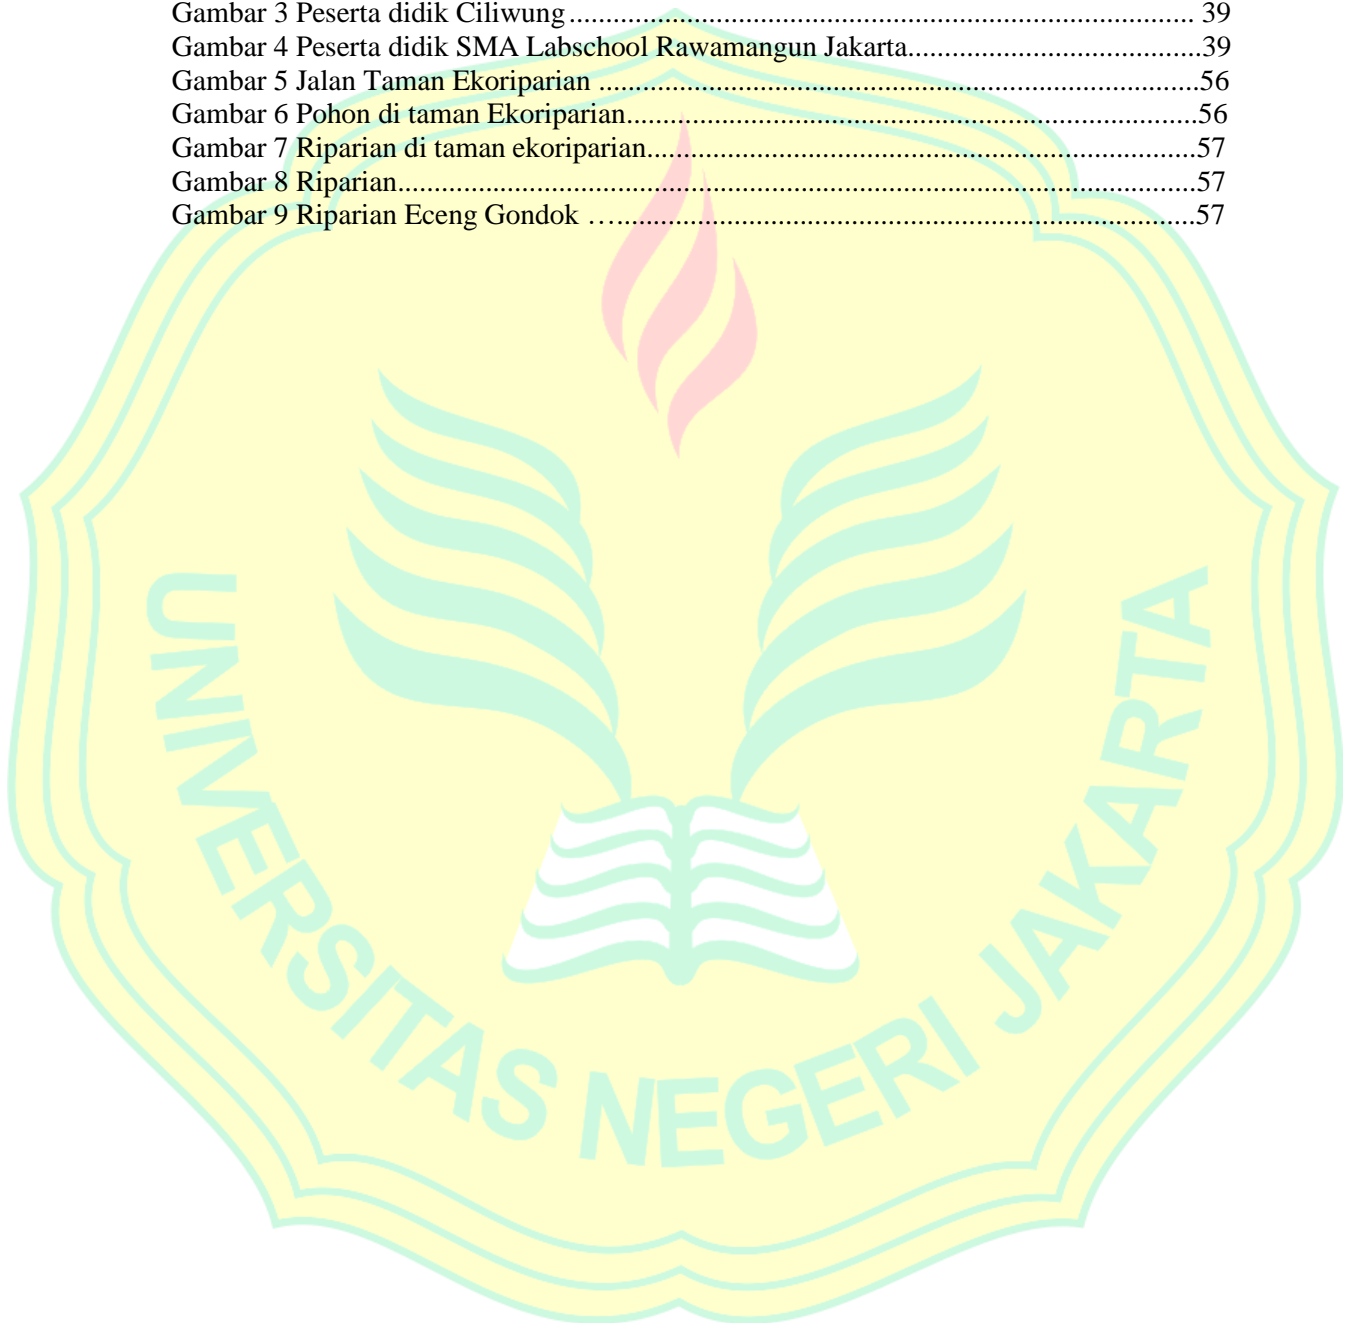 Gambar 3 Peserta didik Ciliwung........................................................................................... 39
Gambar 4 Peserta didik SMA Labschool Rawamangun Jakarta..............................................39
Gambar 5 Jalan Taman Ekoriparian .......................................................................................56
Gambar 6 Pohon di taman Ekoriparian...................................................................................56
Gambar 7 Riparian di taman ekoriparian................................................................................57
Gambar 8 Riparian....................................................................................................................57
Gambar 9 Riparian Eceng Gondok …....................................................................................57
UNIVERSITAS NEGERI JAKARTA